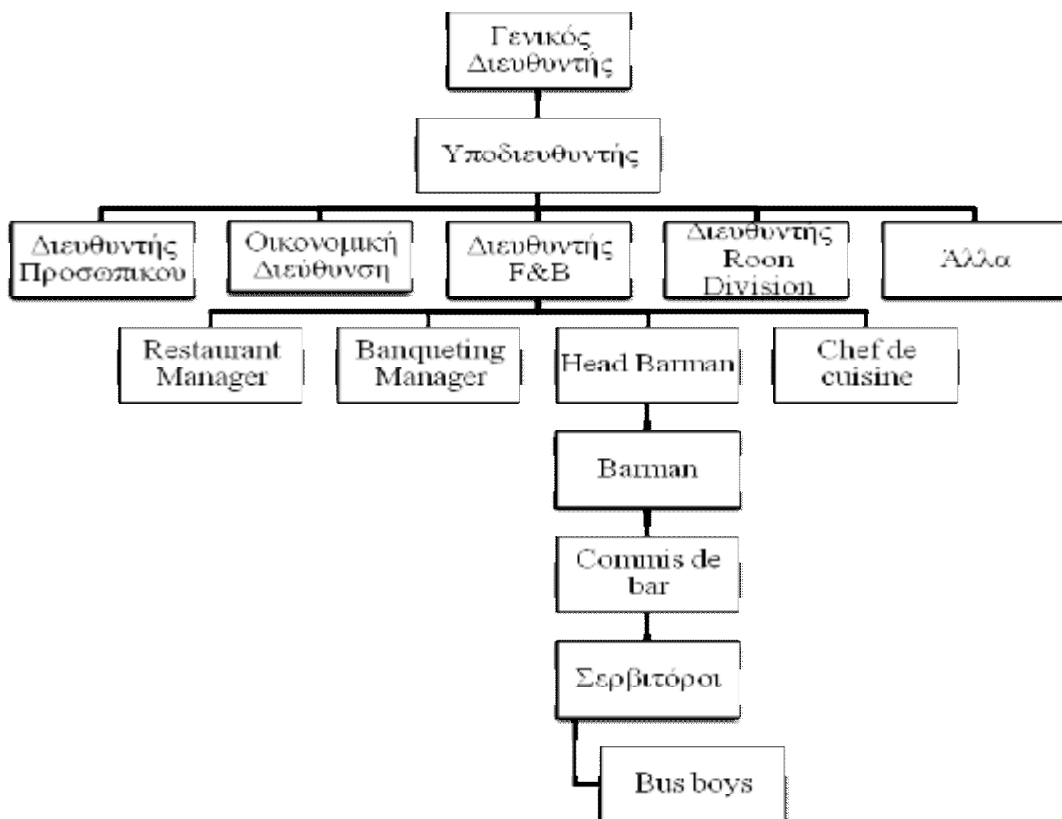 Γενικός
Διευθυντής
Υποδιευθυντής
Διευθυντής
Προσωπικου
Οικονομική
Διεύθυνση
Διευθυντής
F&B
Διευθυντής
Roon
Division
Άλλα
Restaurant
Manager
Banqueting
Manager
Head Barman
Chef de
cuisine
Barman
Commis de
bar
Σερβιτόροι
Bus boys